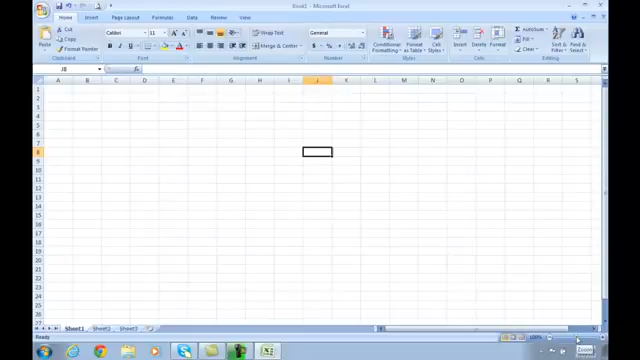 Book1 - Microsoft Excel
Home Insert Page Layout Formulas Data Review View
Paste Cut Copy Format Painter Clipboard
Calibri 11 Font
Wrap Text Merge & Center Alignment
General Number
Conditional Formatting Format as Table Cell Styles Styles
Insert Delete Format Cells
AutoSum Fill Clear Sort & Filter Find & Select Editing
J8 fx
A B C D E F G H I J K L M N O P Q R S
1
2
3
4
5
6
7
8
9
10
11
12
13
14
15
16
17
18
19
20
21
22
23
24
25
26
27
Sheet1 Sheet2 Sheet3
Ready 100%
Zoom